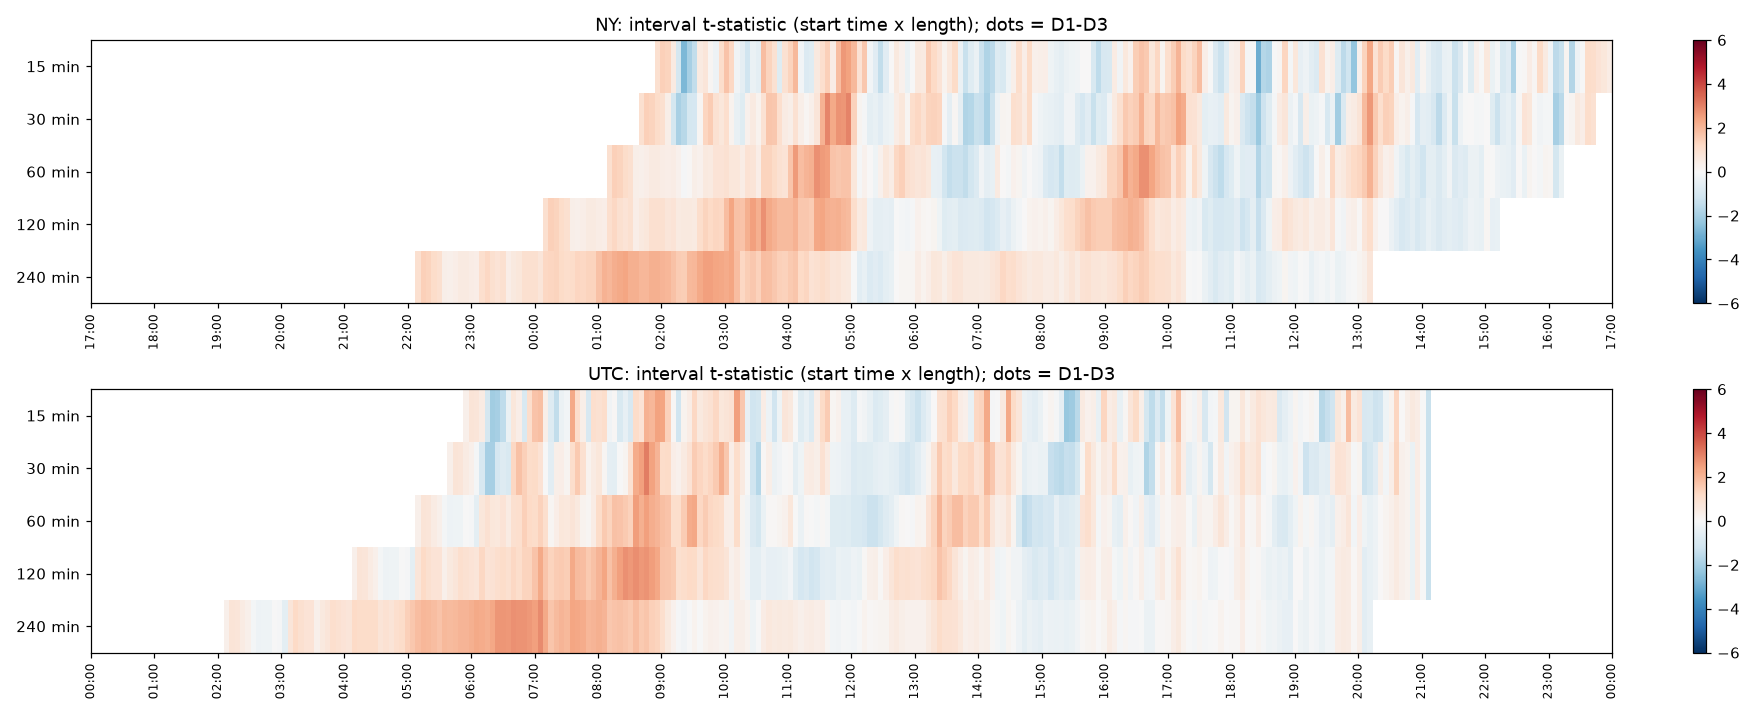 NY: interval t-statistic (start time x length); dots = D1-D3
15 min
30 min
60 min
120 min
240 min
17:00 18:00 19:00 20:00 21:00 22:00 23:00 00:00 01:00 02:00 03:00 04:00 05:00 06:00 07:00 08:00 09:00 10:00 11:00 12:00 13:00 14:00 15:00 16:00 17:00
6
4
2
0
−2
−4
−6
UTC: interval t-statistic (start time x length); dots = D1-D3
15 min
30 min
60 min
120 min
240 min
00:00 01:00 02:00 03:00 04:00 05:00 06:00 07:00 08:00 09:00 10:00 11:00 12:00 13:00 14:00 15:00 16:00 17:00 18:00 19:00 20:00 21:00 22:00 23:00 00:00
6
4
2
0
−2
−4
−6